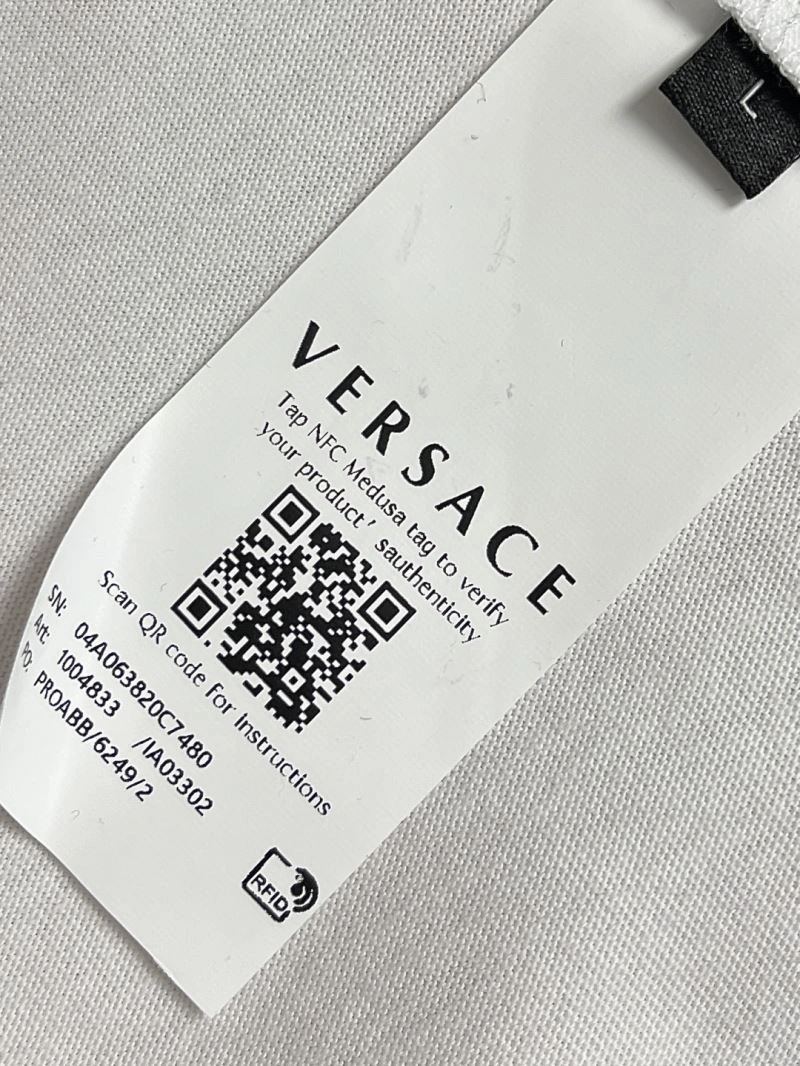 L
VERSACE
Tap NFC Medusa tag to verify
your product' sauthenticity
Scan QR code for Instructions
SN: 04A063820C7480
Art: 1004833 /IA03302
PO: PROABB/6249/2
RFID